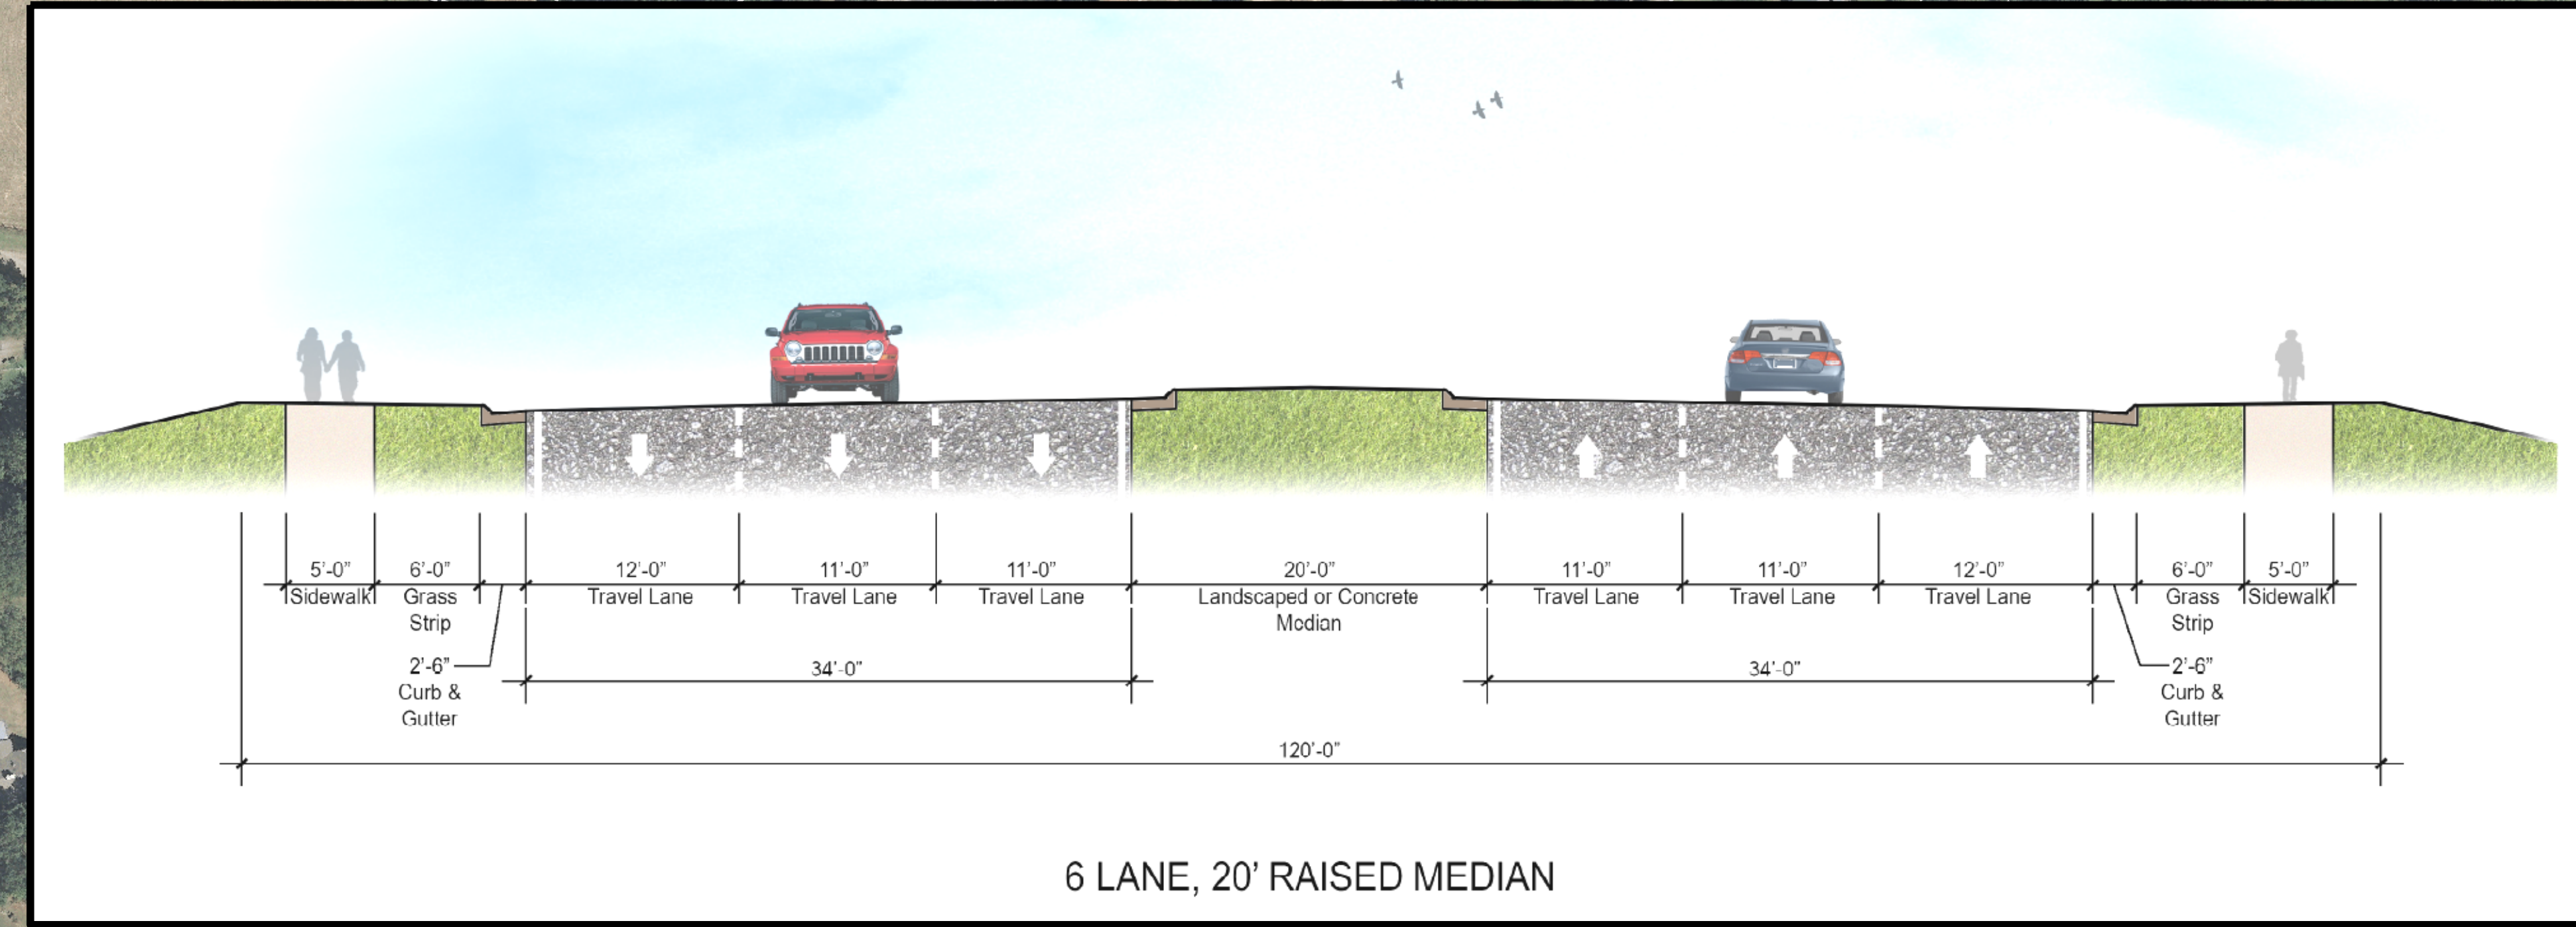 5'-0" 6'-0" 12'-0" 11'-0" 11'-0" 20'-0" 11'-0" 11'-0" 12'-0" 6'-0" 5'-0"
Sidewalk Grass Travel Lane Travel Lane Travel Lane Landscaped or Concrete Travel Lane Travel Lane Travel Lane Grass Sidewalk
Strip Median Strip
2'-6" 34'-0" 34'-0" 2'-6"
Curb & Curb &
Gutter Gutter
120'-0"
6 LANE, 20' RAISED MEDIAN